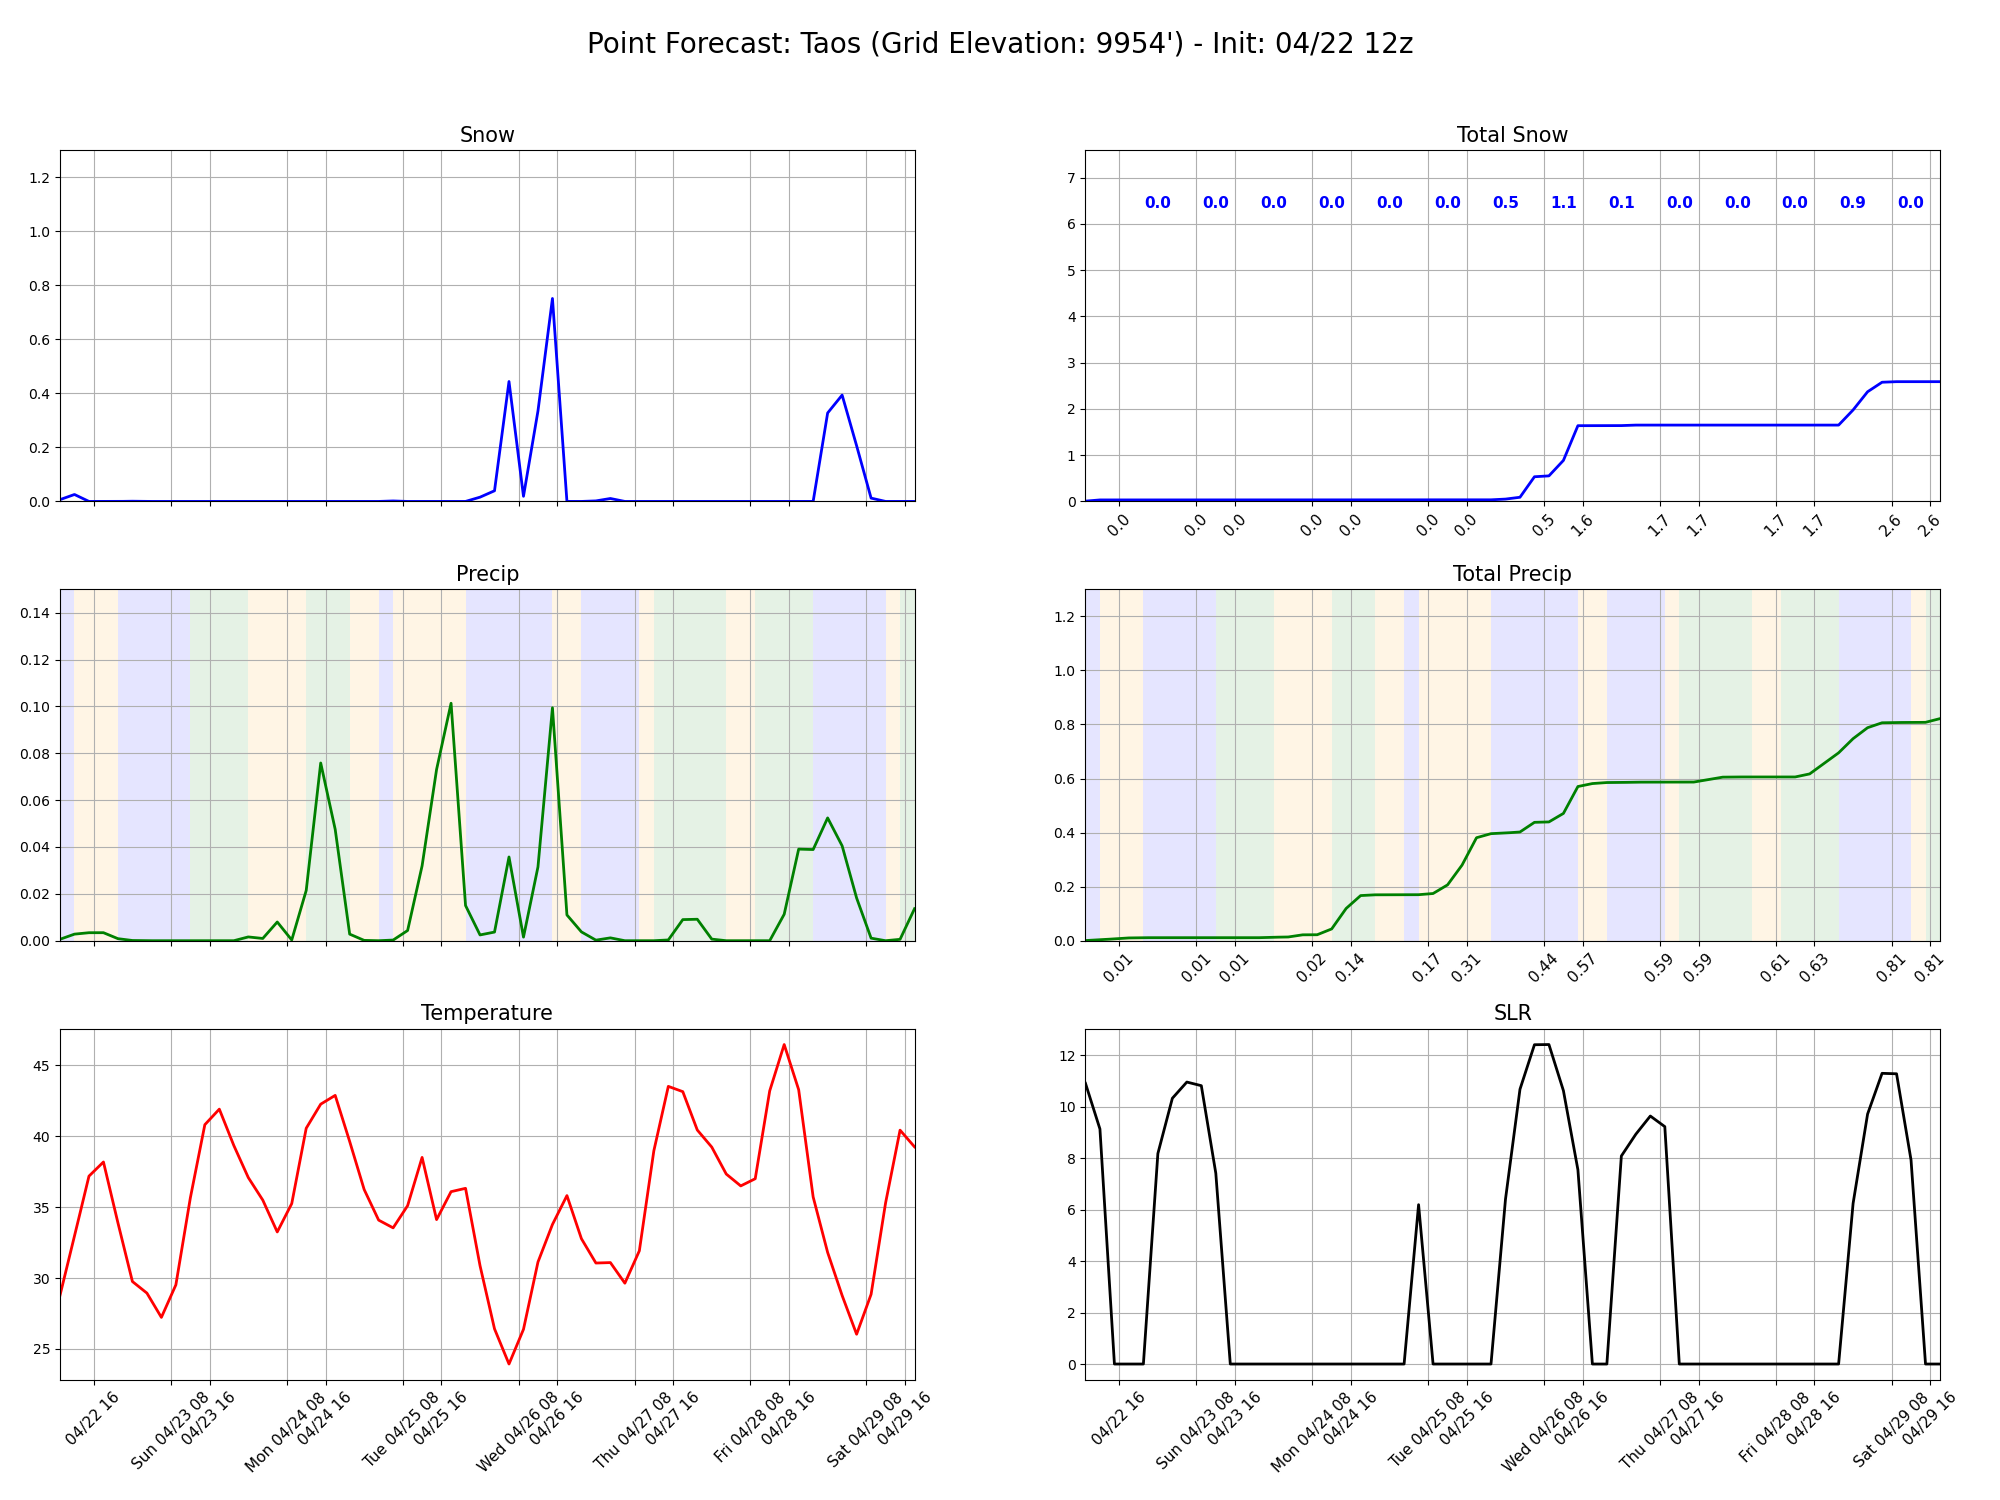 Point Forecast: Taos (Grid Elevation: 9954') - Init: 04/22 12z
Snow
1.2
1.0
0.8
0.6
0.4
0.2
0.0
Total Snow
7
6
5
4
3
2
1
0
0.0 0.0 0.0 0.0 0.0 0.0 0.5 1.1 0.1 0.0 0.0 0.0 0.9 0.0
0.0 0.0 0.0 0.0 0.0 0.0 0.0 0.5 1.6 1.7 1.7 1.7 1.7 2.6 2.6
Precip
0.14
0.12
0.10
0.08
0.06
0.04
0.02
0.00
Total Precip
1.2
1.0
0.8
0.6
0.4
0.2
0.0
0.01 0.01 0.01 0.02 0.14 0.17 0.31 0.44 0.57 0.59 0.59 0.61 0.63 0.81 0.81
Temperature
45
40
35
30
25
04/22 16
Sun 04/23 08
04/23 16
Mon 04/24 08
04/24 16
Tue 04/25 08
04/25 16
Wed 04/26 08
04/26 16
Thu 04/27 08
04/27 16
Fri 04/28 08
04/28 16
Sat 04/29 08
04/29 16
SLR
12
10
8
6
4
2
0
04/22 16
Sun 04/23 08
04/23 16
Mon 04/24 08
04/24 16
Tue 04/25 08
04/25 16
Wed 04/26 08
04/26 16
Thu 04/27 08
04/27 16
Fri 04/28 08
04/28 16
Sat 04/29 08
04/29 16